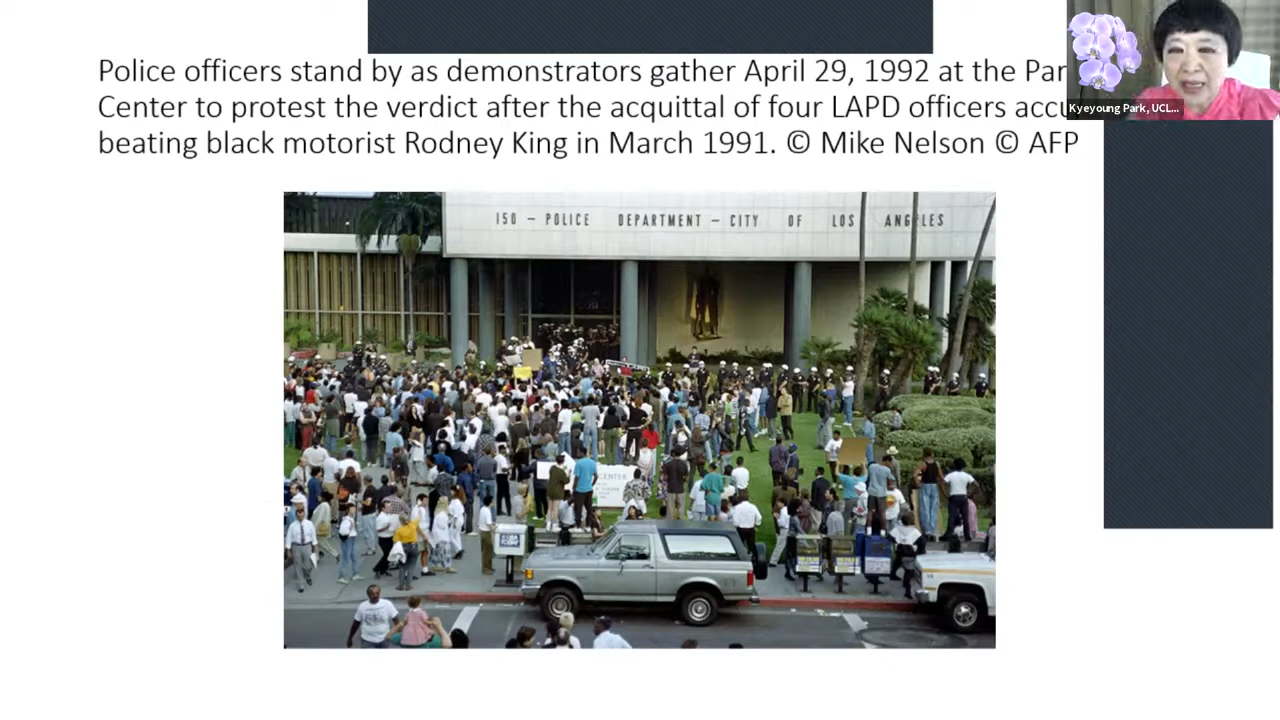 Police officers stand by as demonstrators gather April 29, 1992 at the Par
Center to protest the verdict after the acquittal of four LAPD officers accu
beating black motorist Rodney King in March 1991. © Mike Nelson © AFP
Kyeyoung Park, UCL...
150 – POLICE DEPARTMENT – CITY OF LOS ANGELES
CENTER